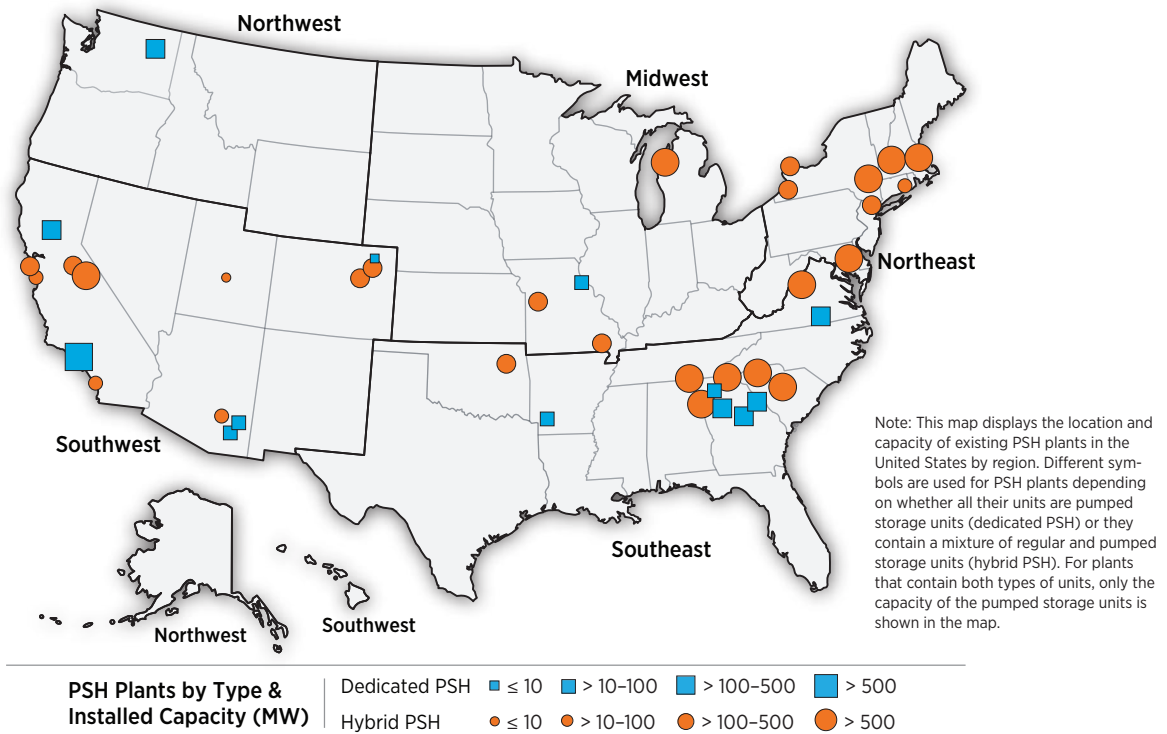 Northwest
Midwest
Northeast
Southwest
Southeast
Northwest
Southwest
Note: This map displays the location and
capacity of existing PSH plants in the
United States by region. Different sym-
bols are used for PSH plants depending
on whether all their units are pumped
storage units (dedicated PSH) or they
contain a mixture of regular and pumped
storage units (hybrid PSH). For plants
that contain both types of units, only the
capacity of the pumped storage units is
shown in the map.
PSH Plants by Type &
Installed Capacity (MW)
Dedicated PSH ≤ 10 > 10–100 > 100–500 > 500
Hybrid PSH ≤ 10 > 10–100 > 100–500 > 500